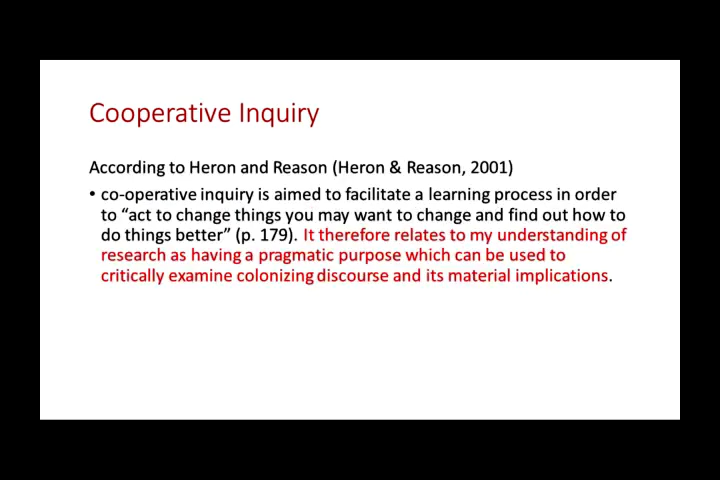 Cooperative Inquiry
According to Heron and Reason (Heron & Reason, 2001)
• co-operative inquiry is aimed to facilitate a learning process in order
to “act to change things you may want to change and find out how to
do things better” (p. 179). It therefore relates to my understanding of
research as having a pragmatic purpose which can be used to
critically examine colonizing discourse and its material implications.